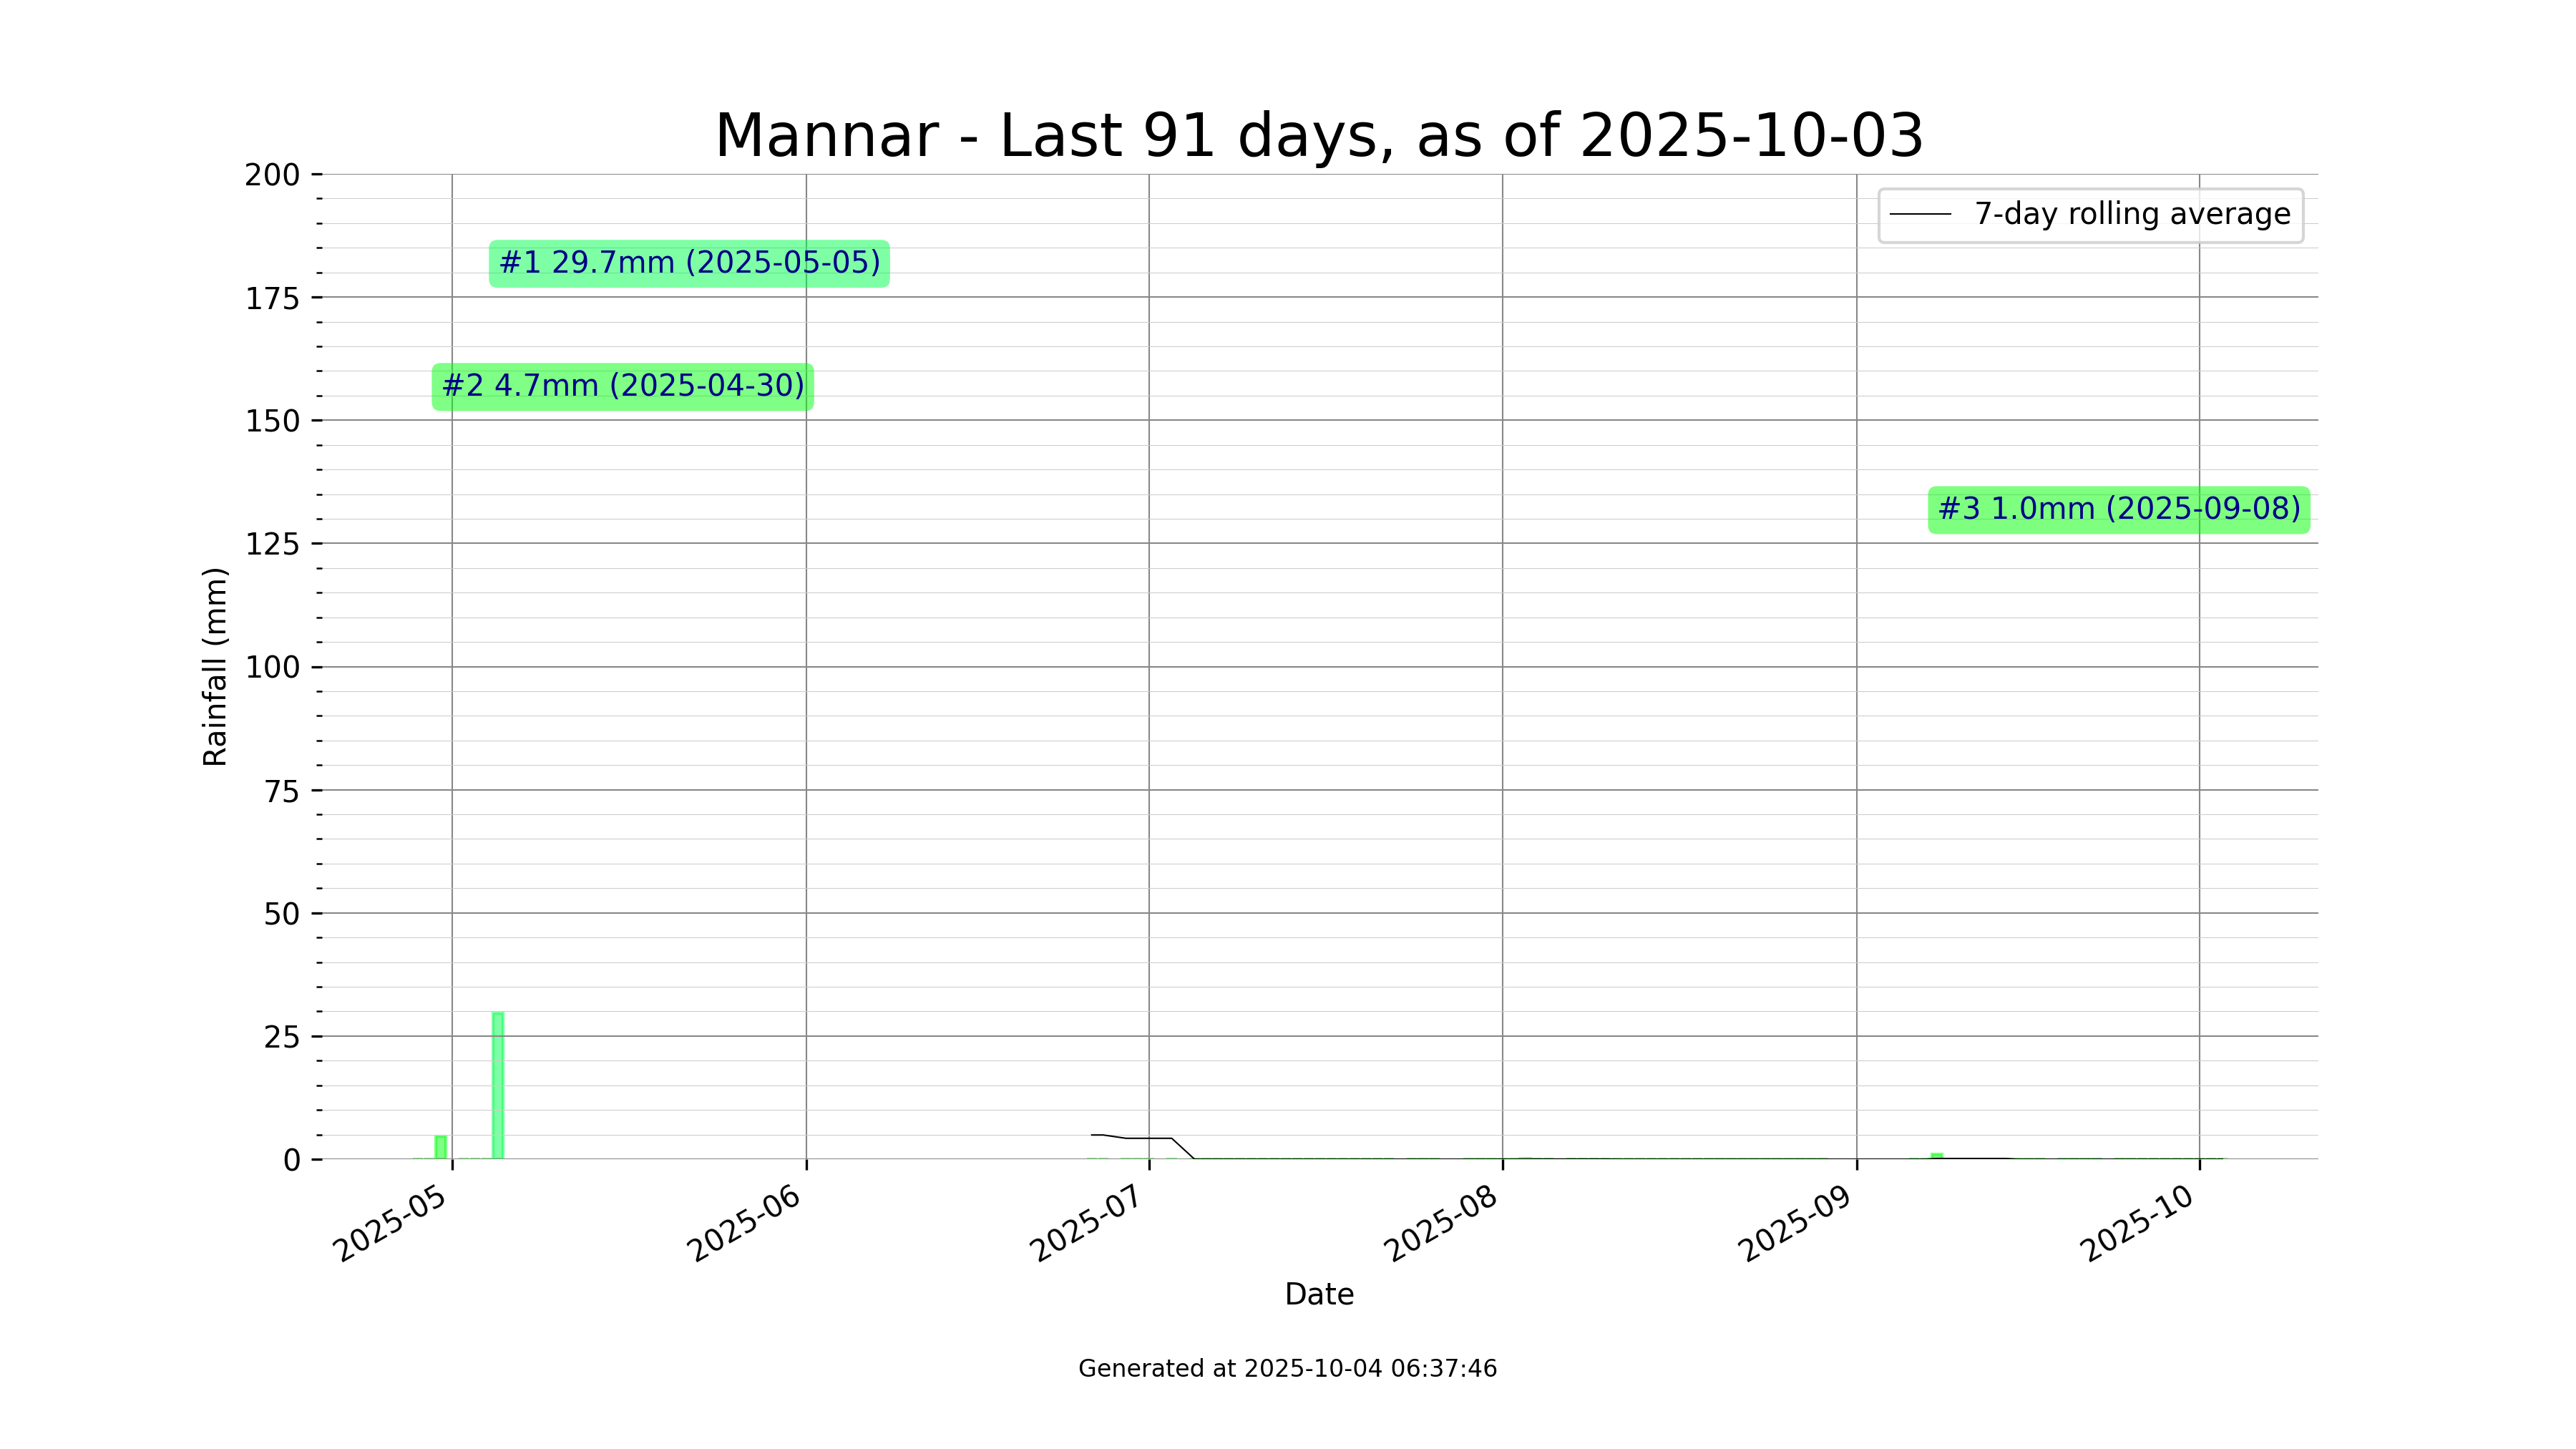 Mannar - Last 91 days, as of 2025-10-03
7-day rolling average
#1 29.7mm (2025-05-05)
#2 4.7mm (2025-04-30)
#3 1.0mm (2025-09-08)
Rainfall (mm)
200
175
150
125
100
75
50
25
0
2025-05
2025-06
2025-07
2025-08
2025-09
2025-10
Date
Generated at 2025-10-04 06:37:46